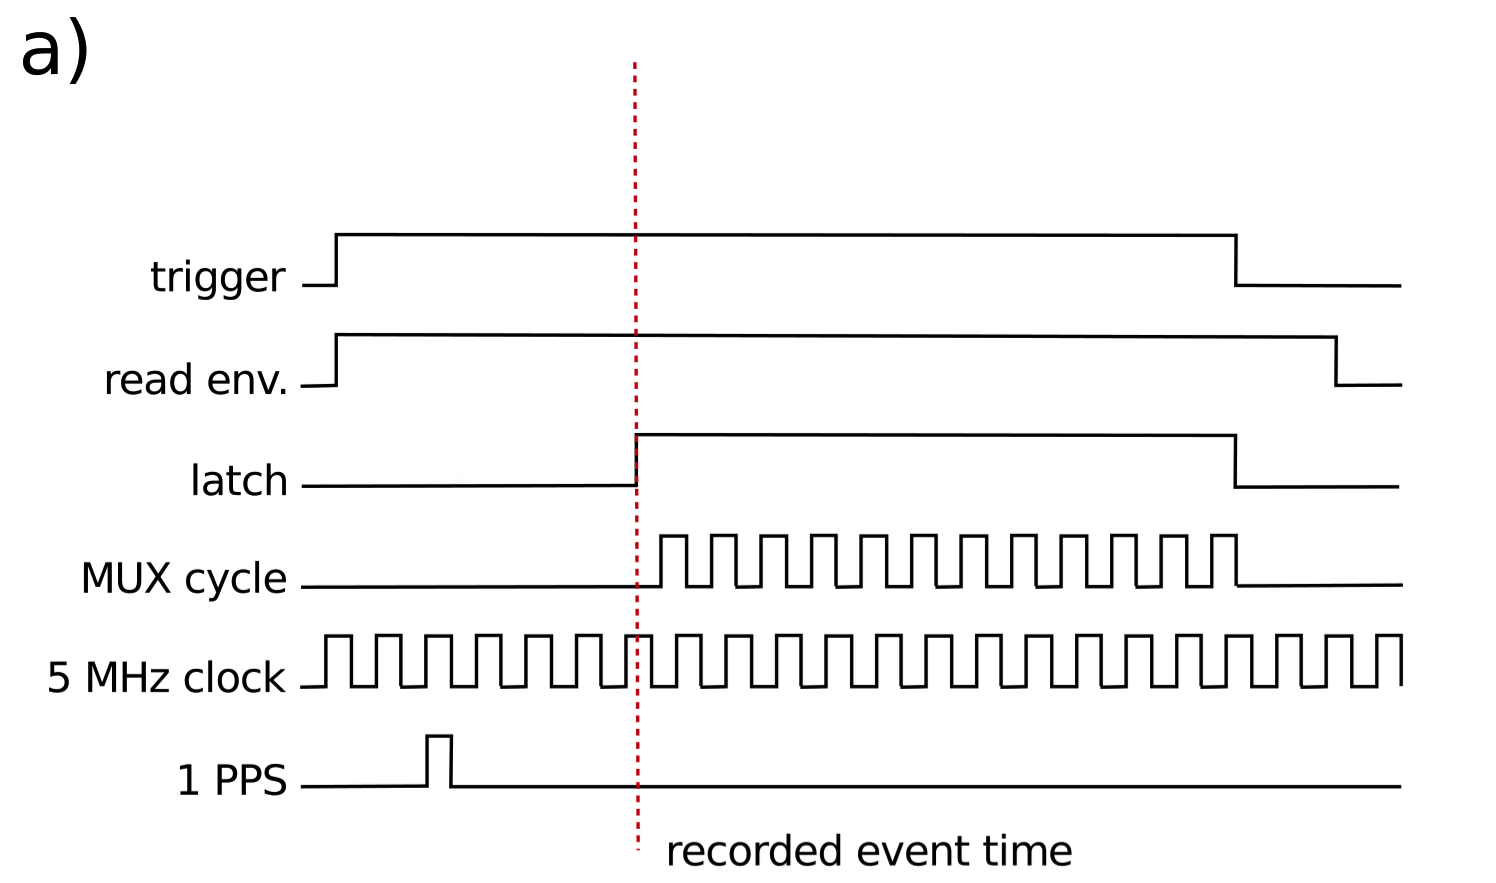 a)
trigger
read env.
latch
MUX cycle
5 MHz clock
1 PPS
recorded event time